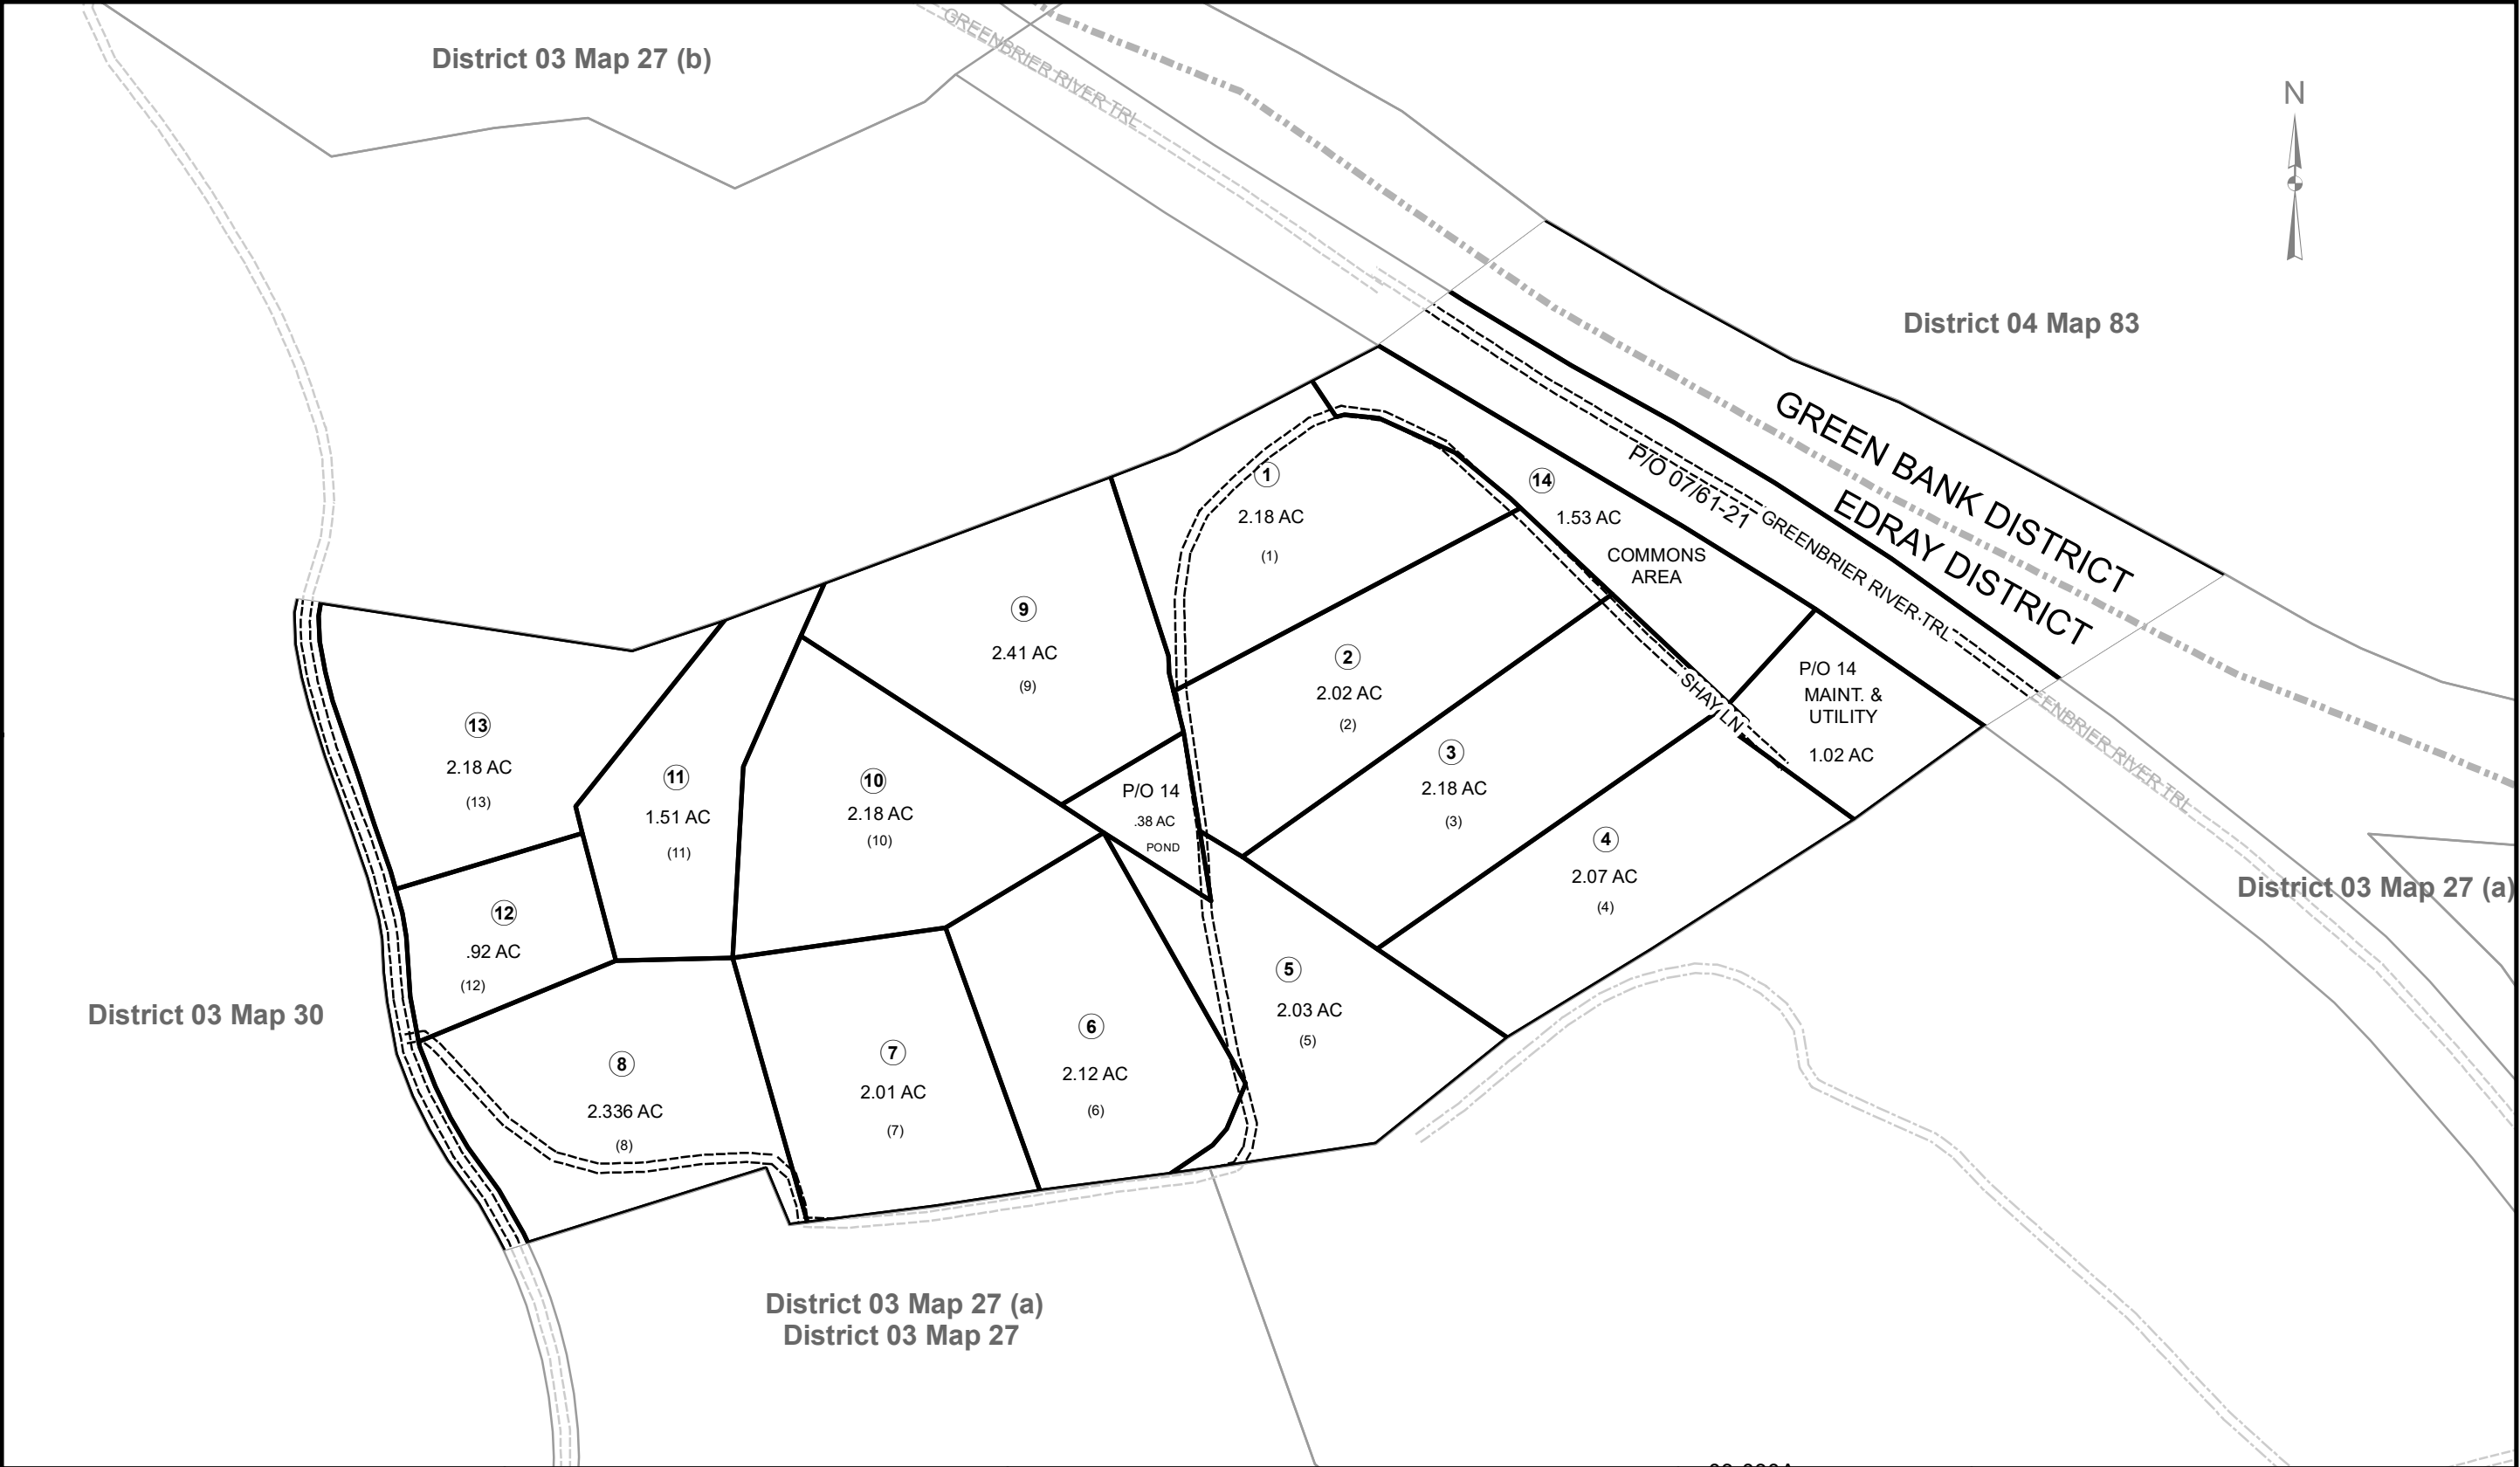 GREENBRIER RIVER TRL
District 03 Map 27 (b)
N
District 04 Map 83
GREEN BANK DISTRICT
EDRAY DISTRICT
P/O 07/61-21
GREENBRIER RIVER TRL
1
2.18 AC
(1)
14
1.53 AC
COMMONS
AREA
9
2.41 AC
(9)
2
2.02 AC
(2)
P/O 14
MAINT. &
UTILITY
1.02 AC
SHAY LN
13
2.18 AC
(13)
11
1.51 AC
(11)
10
2.18 AC
(10)
P/O 14
.38 AC
POND
3
2.18 AC
(3)
4
2.07 AC
(4)
ENBRIER RIVER TRL
District 03 Map 27 (a)
12
.92 AC
(12)
5
2.03 AC
(5)
District 03 Map 30
8
2.336 AC
(8)
7
2.01 AC
(7)
6
2.12 AC
(6)
District 03 Map 27 (a)
District 03 Map 27